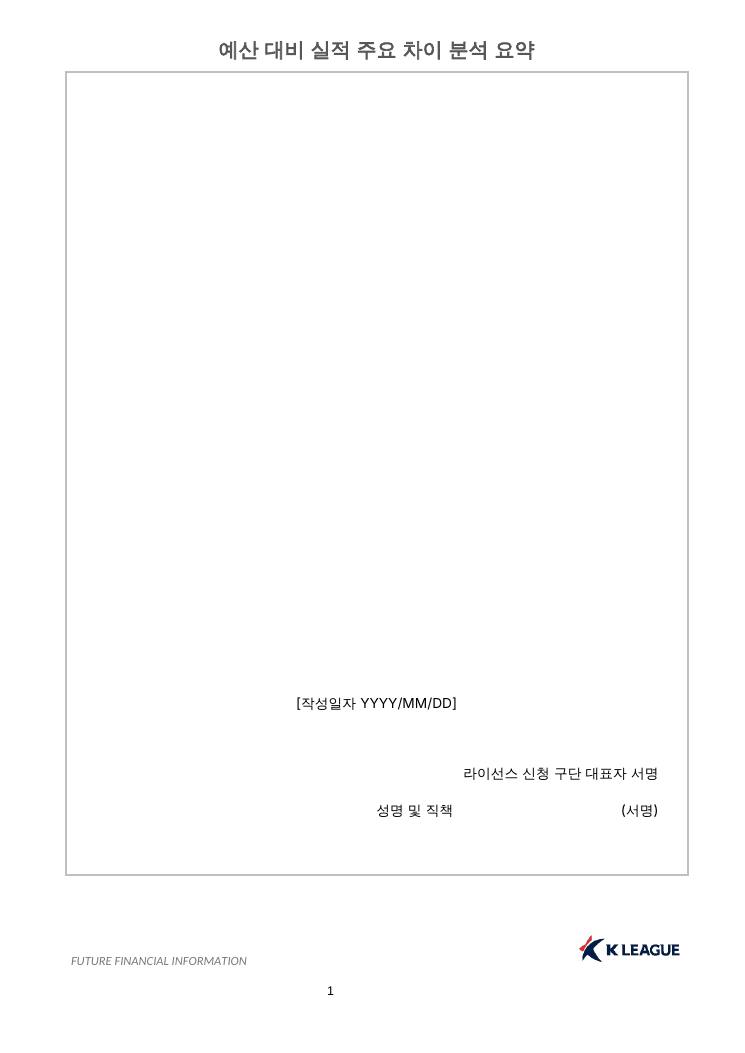 예산 대비 실적 주요 차이 분석 요약
[작성일자 YYYY/MM/DD]
라이선스 신청 구단 대표자 서명
성명 및 직책 (서명)
FUTURE FINANCIAL INFORMATION
K LEAGUE
1